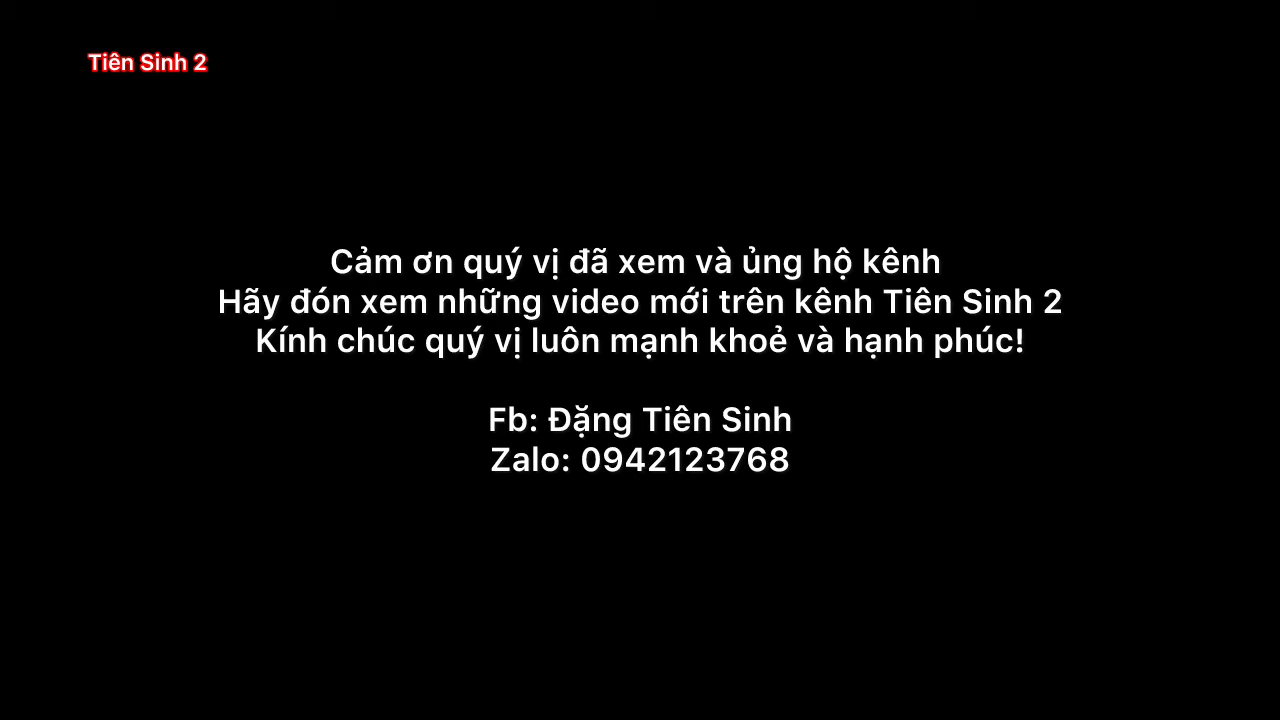 Tiên Sinh 2
Cảm ơn quý vị đã xem và ủng hộ kênh
Hãy đón xem những video mới trên kênh Tiên Sinh 2
Kính chúc quý vị luôn mạnh khoẻ và hạnh phúc!
Fb: Đặng Tiên Sinh
Zalo: 0942123768